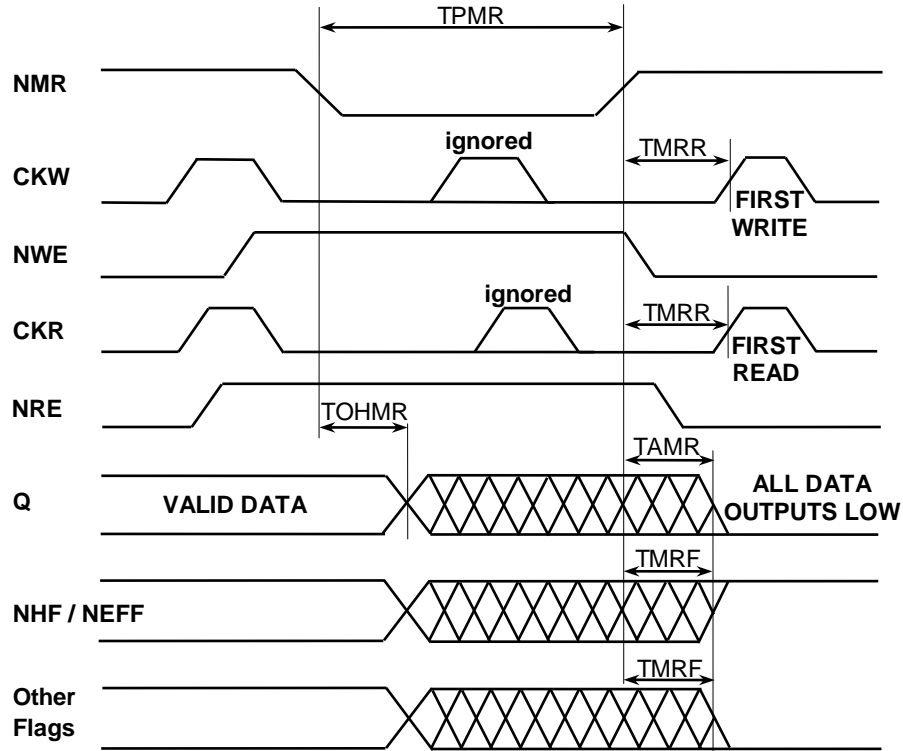 TPMR
NMR
ignored
TMRR
CKW
FIRST
WRITE
NWE
ignored
TMRR
CKR
FIRST
READ
NRE
TOHMR
TAMR
Q
VALID DATA
ALL DATA
OUTPUTS LOW
TMRF
NHF / NEFF
TMRF
Other
Flags